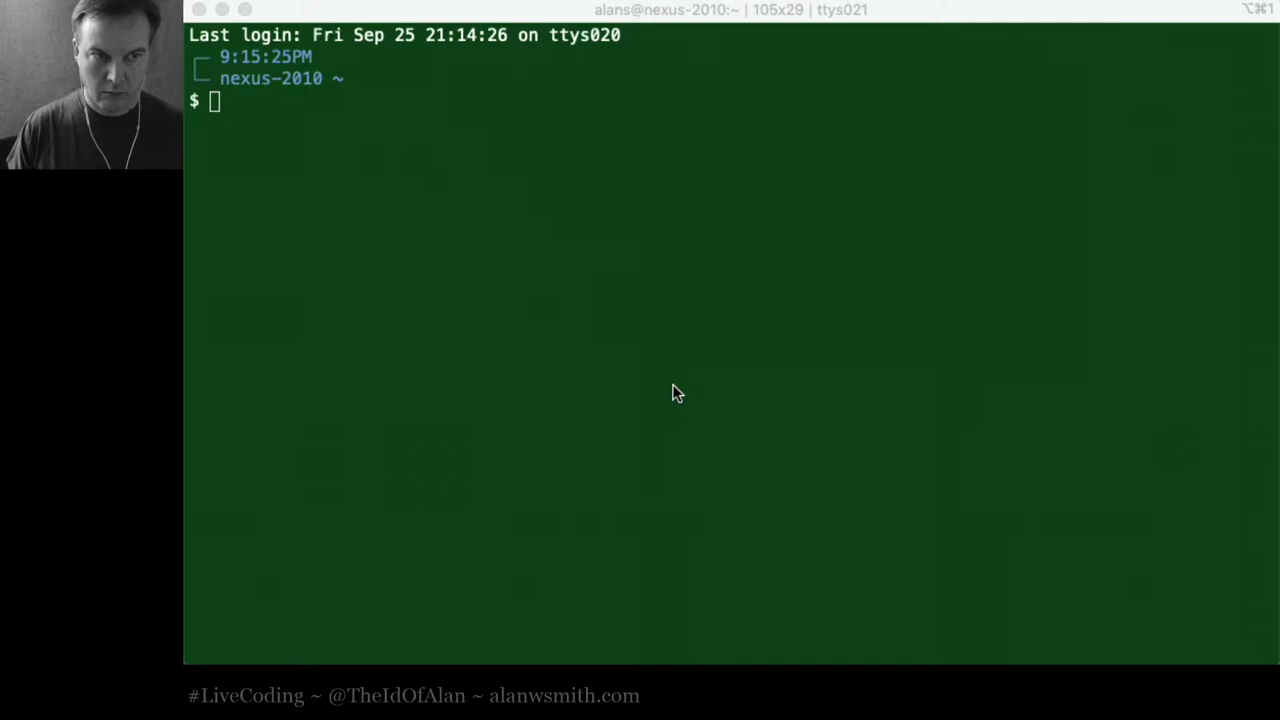 alans@nexus-2010:~ | 105x29 | ttys021
⌥⌘1
Last login: Fri Sep 25 21:14:26 on ttys020
9:15:25PM
nexus-2010 ~
$
#LiveCoding ~ @TheIdOfAlan ~ alanwsmith.com